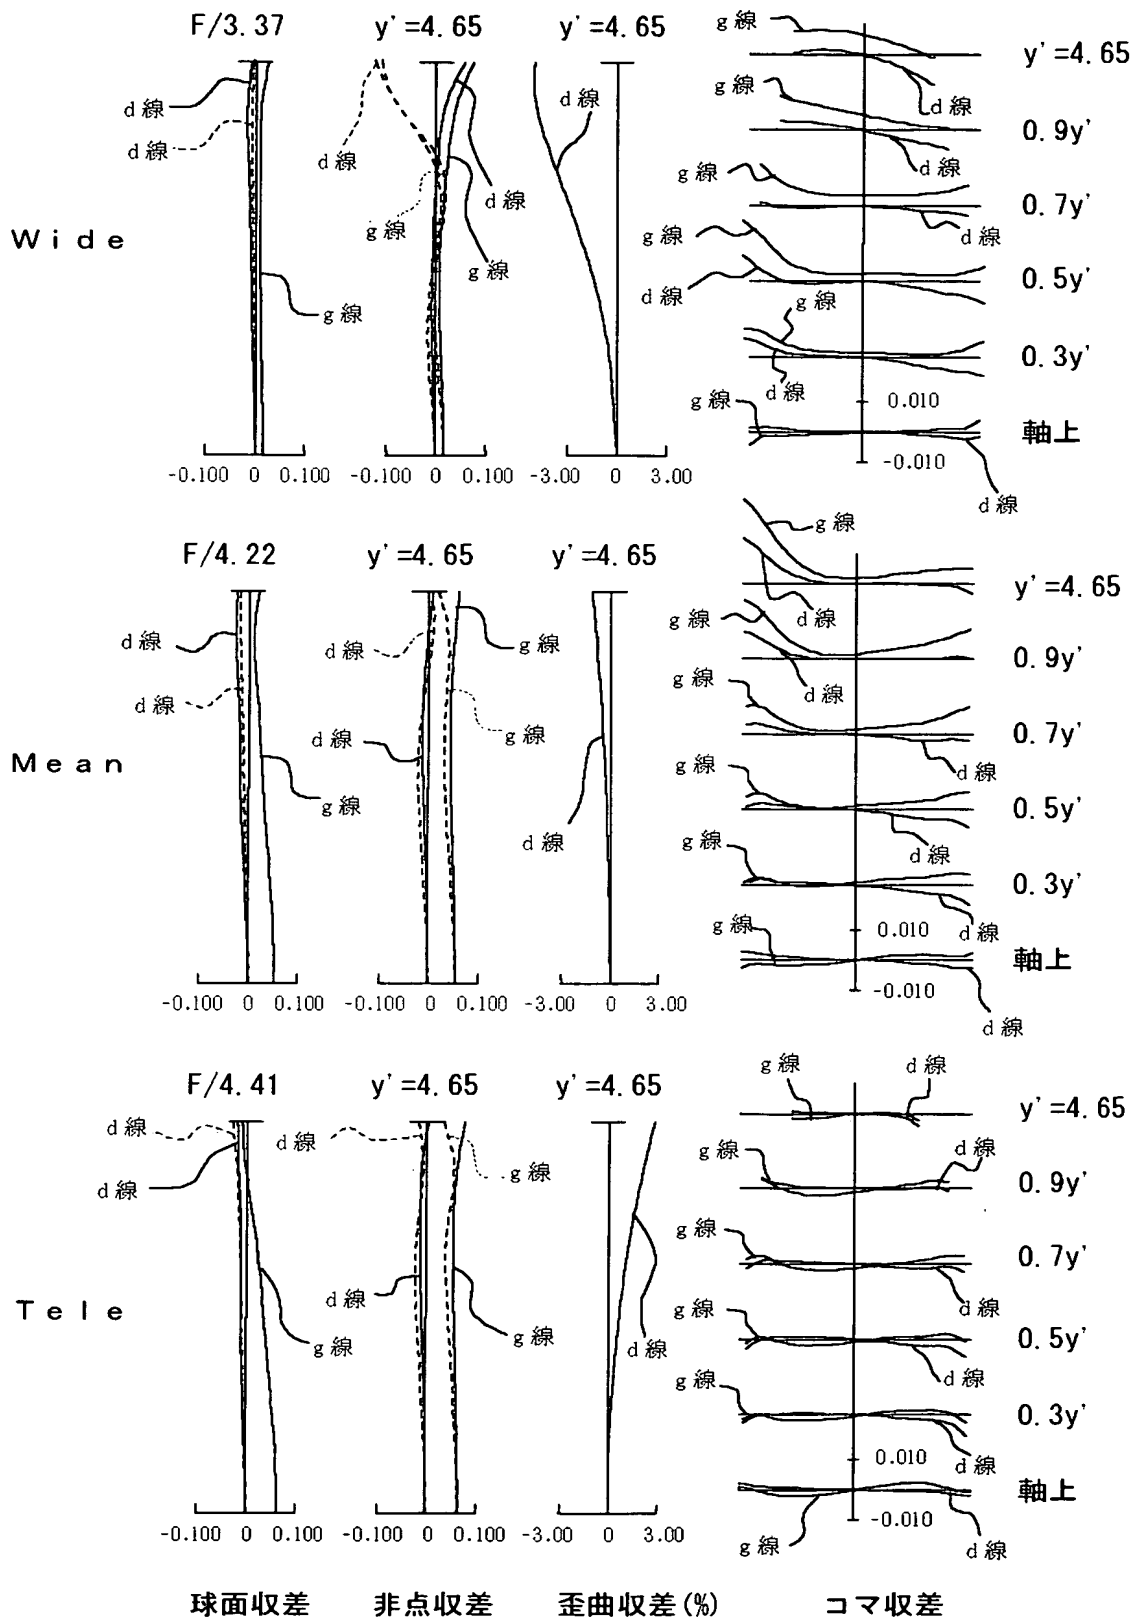 F/3.37 y'=4.65 y'=4.65
g線
y'=4.65
d線
g線
d線
d線
d線
d線
0.9y'
g線
g線
d線
0.7y'
d線
Wide
g線
g線
d線
0.5y'
g線
g線
0.3y'
d線
g線
0.010
軸上
-0.010
-0.100 0 0.100 -0.100 0 0.100 -3.00 0 3.00
d線
F/4.22 y'=4.65 y'=4.65
g線
y'=4.65
d線
d線
g線
g線
d線
0.9y'
g線
d線
d線
g線
0.7y'
d線
Mean
g線
d線
g線
0.5y'
d線
g線
d線
0.3y'
g線
0.010
d線
軸上
-0.010
-0.100 0 0.100 -0.100 0 0.100 -3.00 0 3.00
d線
F/4.41 y'=4.65 y'=4.65
g線 d線
y'=4.65
d線
d線
g線
d線
g線
d線
0.9y'
g線
0.7y'
d線
Tele
d線
g線
0.5y'
g線
g線
d線
d線
g線
0.3y'
0.010
d線
軸上
-0.010
-0.100 0 0.100 -0.100 0 0.100 -3.00 0 3.00
g線
d線
球面収差 非点収差 歪曲収差(%) コマ収差